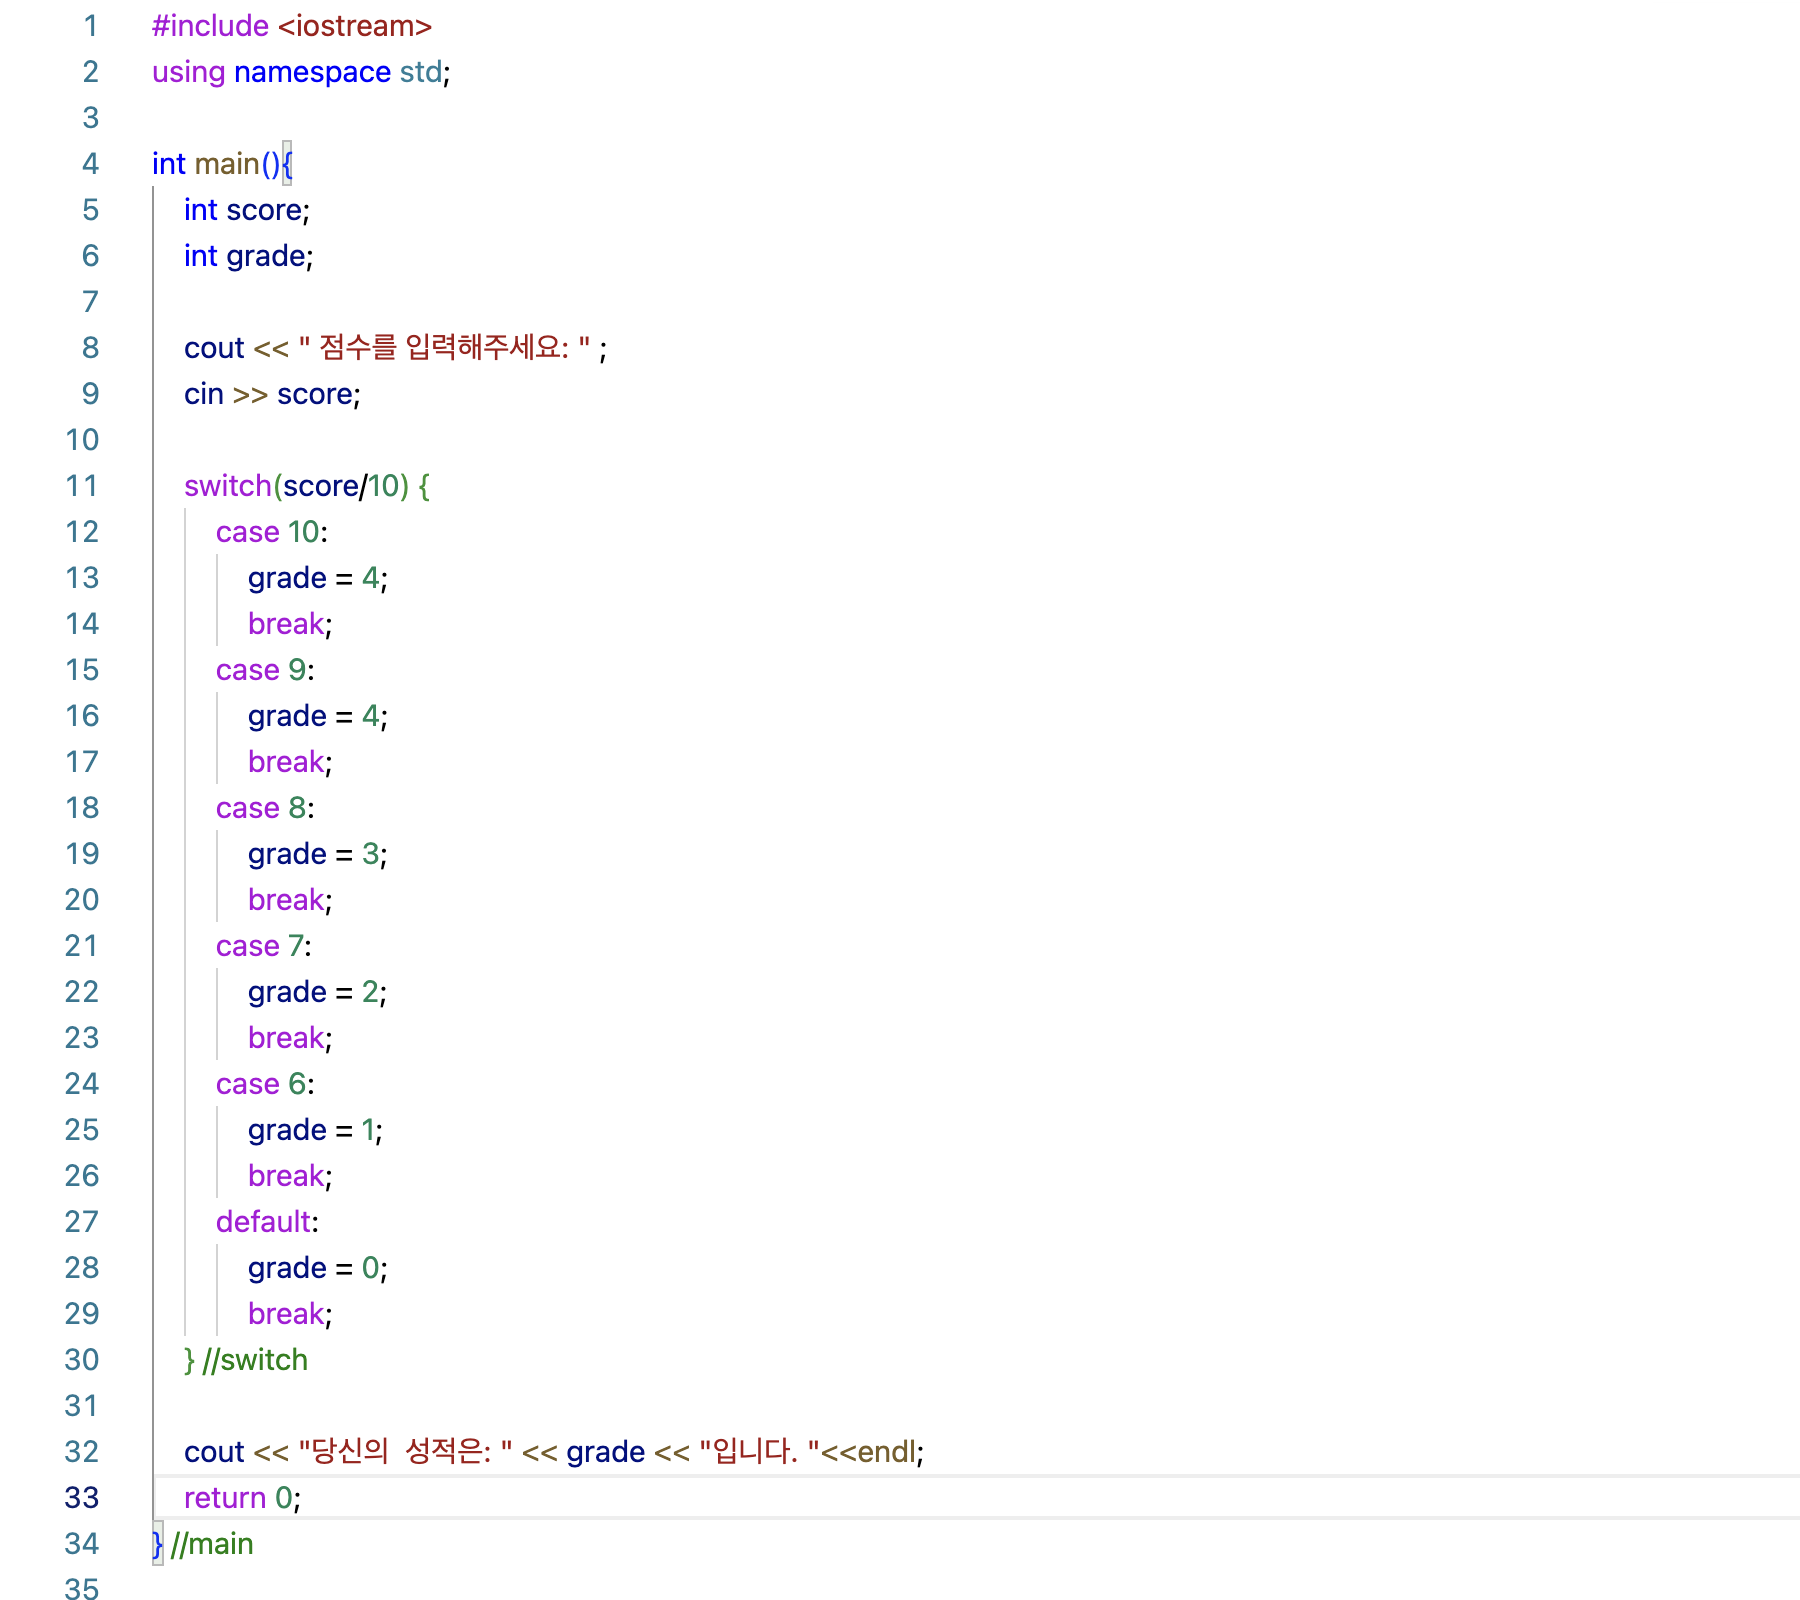 1 #include <iostream>
2 using namespace std;
3
4 int main(){
5 int score;
6 int grade;
7
8 cout << " 점수를 입력해주세요: " ;
9 cin >> score;
10
11 switch(score/10) {
12 case 10:
13 grade = 4;
14 break;
15 case 9:
16 grade = 4;
17 break;
18 case 8:
19 grade = 3;
20 break;
21 case 7:
22 grade = 2;
23 break;
24 case 6:
25 grade = 1;
26 break;
27 default:
28 grade = 0;
29 break;
30 } //switch
31
32 cout << "당신의  성적은: " << grade << "입니다. "<<endl;
33 return 0;
34 } //main
35